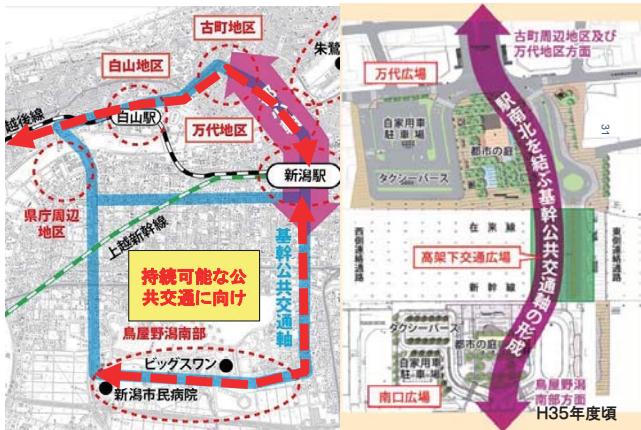 古町地区
朱鷺
白山地区
越後線
白山駅
万代地区
新潟駅
県庁周辺
地区
上越新幹線
基幹公共交通軸
持続可能な公
共交通に向け
鳥屋野潟南部
ビッグスワン
新潟市民病院
古町周辺地区及び
万代地区方面
万代広場
31
自家用車
駐車場
都市の庭
タクシーバース
駅南北を結ぶ基幹公共交通軸の形成
西側連絡通路
在来線
東側連絡通路
高架下交通広場
新幹線
タクシーバース
都市の庭
自家用車
駐車場
南口広場
鳥屋野潟
南部方面
H35年度頃